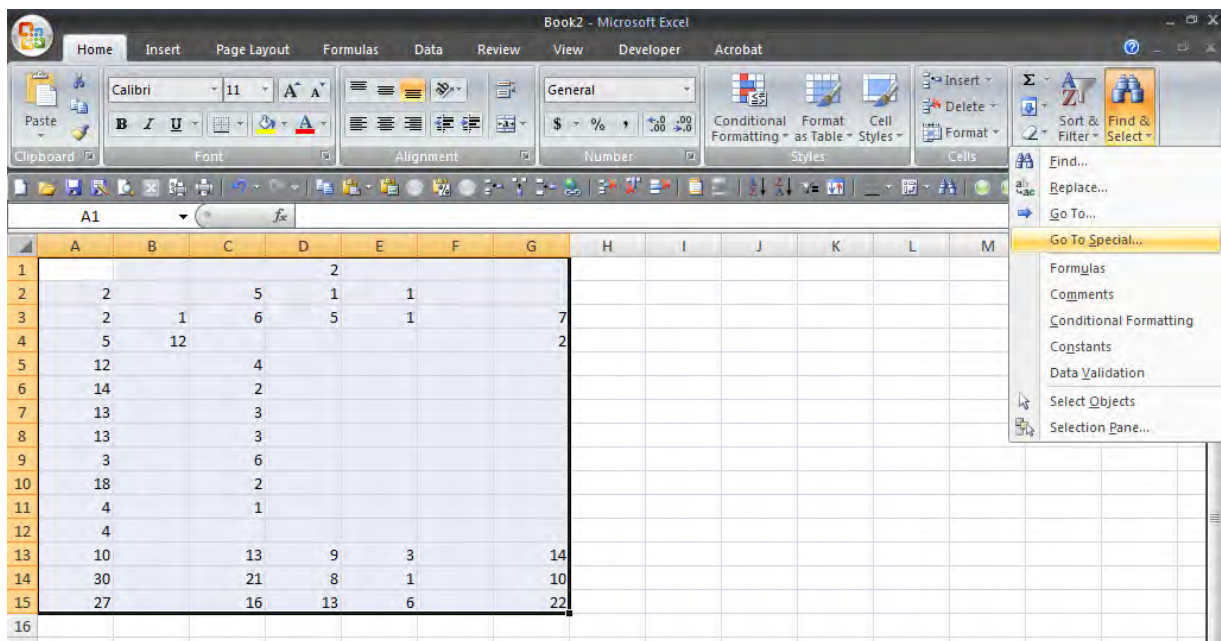 Book2 - Microsoft Excel
Home Insert Page Layout Formulas Data Review View Developer Acrobat
Paste
Clipboard
Calibri 11 A A
B I U A
Font
Alignment
General
$ % , .0 .00 .00 .0
Number
Conditional Formatting Format as Table Cell Styles
Styles
Insert
Delete
Format
Cells
Σ
Sort & Filter Find & Select
Find...
Replace...
Go To...
Go To Special...
Formulas
Comments
Conditional Formatting
Constants
Data Validation
Select Objects
Selection Pane...
A1 fx
A B C D E F G H I J K L M
1 2
2 2 5 1 1
3 2 1 6 5 1 7
4 5 12 2
5 12 4
6 14 2
7 13 3
8 13 3
9 3 6
10 18 2
11 4 1
12 4
13 10 13 9 3 14
14 30 21 8 1 10
15 27 16 13 6 22
16